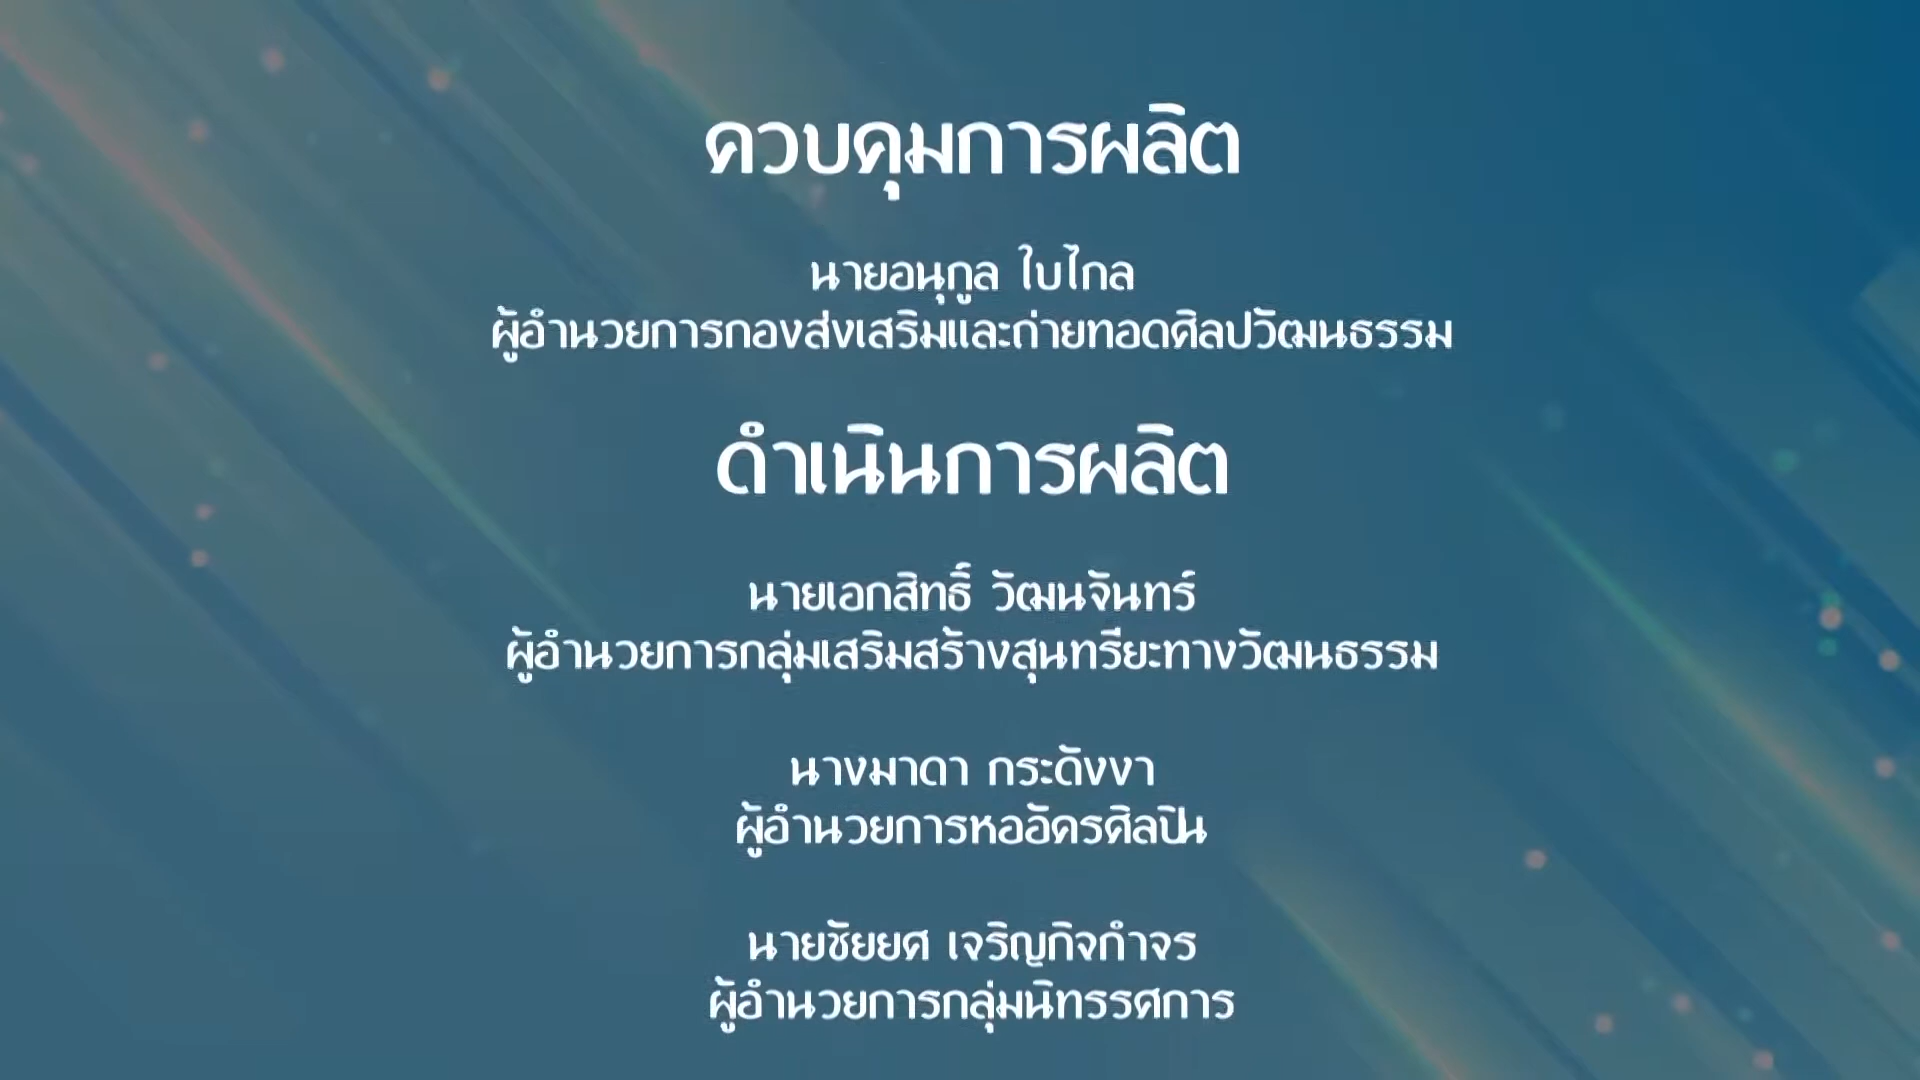 ควบคุมการผลิต
นายอนุกูล ใบไกล
ผู้อำนวยการกองส่งเสริมและถ่ายทอดศิลปวัฒนธรรม
ดำเนินการผลิต
นายเอกสิทธิ์ วัฒนจันทร์
ผู้อำนวยการกลุ่มเสริมสร้างสุนทรียะทางวัฒนธรรม
นางมาดา กระดังงา
ผู้อำนวยการหออัครศิลปิน
นายชัยยศ เจริญกิจกำจร
ผู้อำนวยการกลุ่มนิทรรศการ